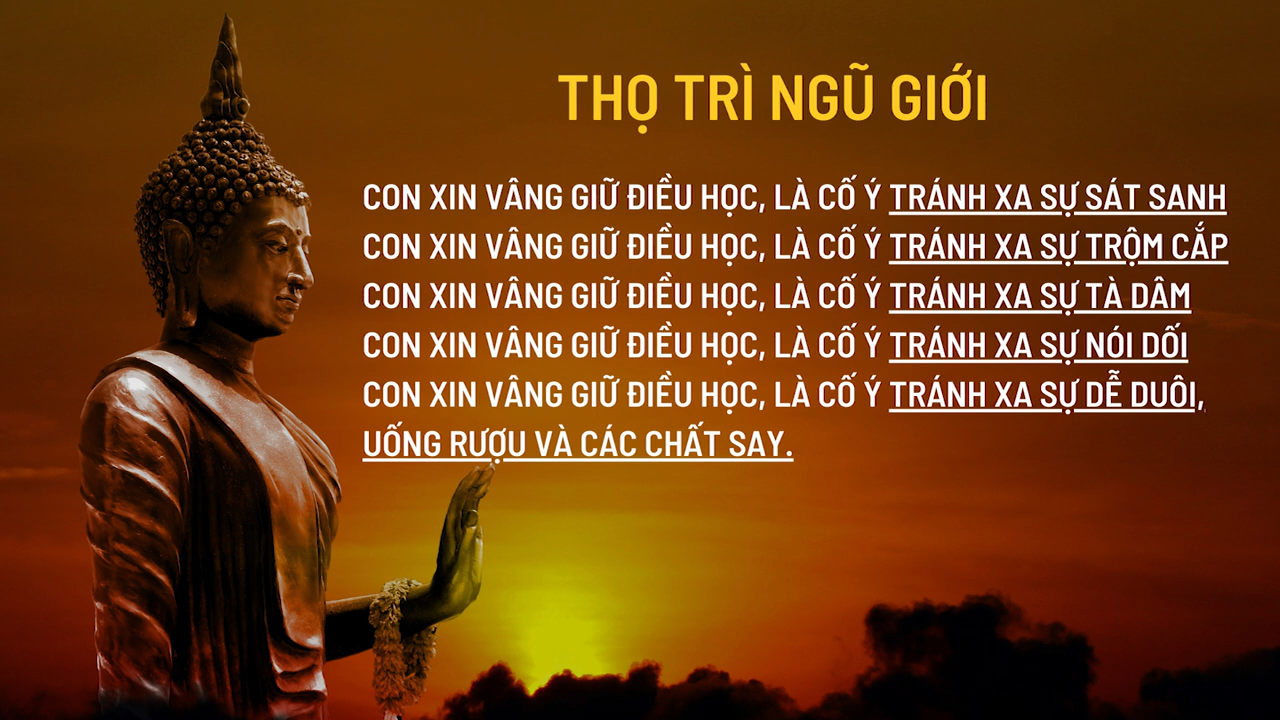 THỌ TRÌ NGŨ GIỚI
CON XIN VÂNG GIỮ ĐIỀU HỌC, LÀ CỐ Ý TRÁNH XA SỰ SÁT SANH
CON XIN VÂNG GIỮ ĐIỀU HỌC, LÀ CỐ Ý TRÁNH XA SỰ TRỘM CẮP
CON XIN VÂNG GIỮ ĐIỀU HỌC, LÀ CỐ Ý TRÁNH XA SỰ TÀ DÂM
CON XIN VÂNG GIỮ ĐIỀU HỌC, LÀ CỐ Ý TRÁNH XA SỰ NÓI DỐI
CON XIN VÂNG GIỮ ĐIỀU HỌC, LÀ CỐ Ý TRÁNH XA SỰ DỄ DUÔI,
UỐNG RƯỢU VÀ CÁC CHẤT SAY.